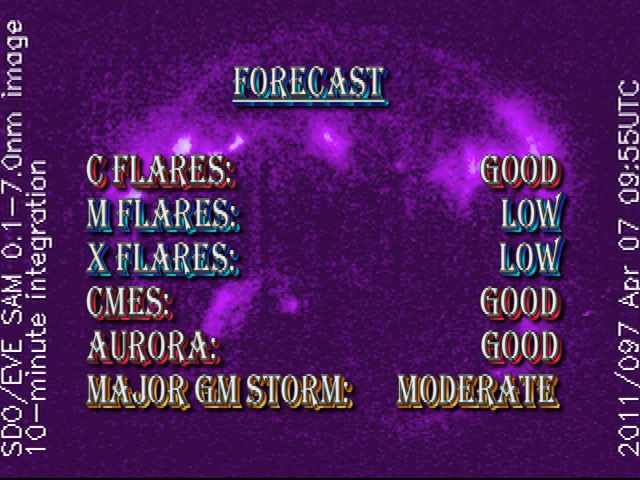 SDO/EVE SAM 0.1-7.0nm image
10-minute integration
FORECAST
C FLARES: GOOD
M FLARES: LOW
X FLARES: LOW
CMES: GOOD
AURORA: GOOD
MAJOR GM STORM: MODERATE
2011/097 Apr 07 09:55UTC